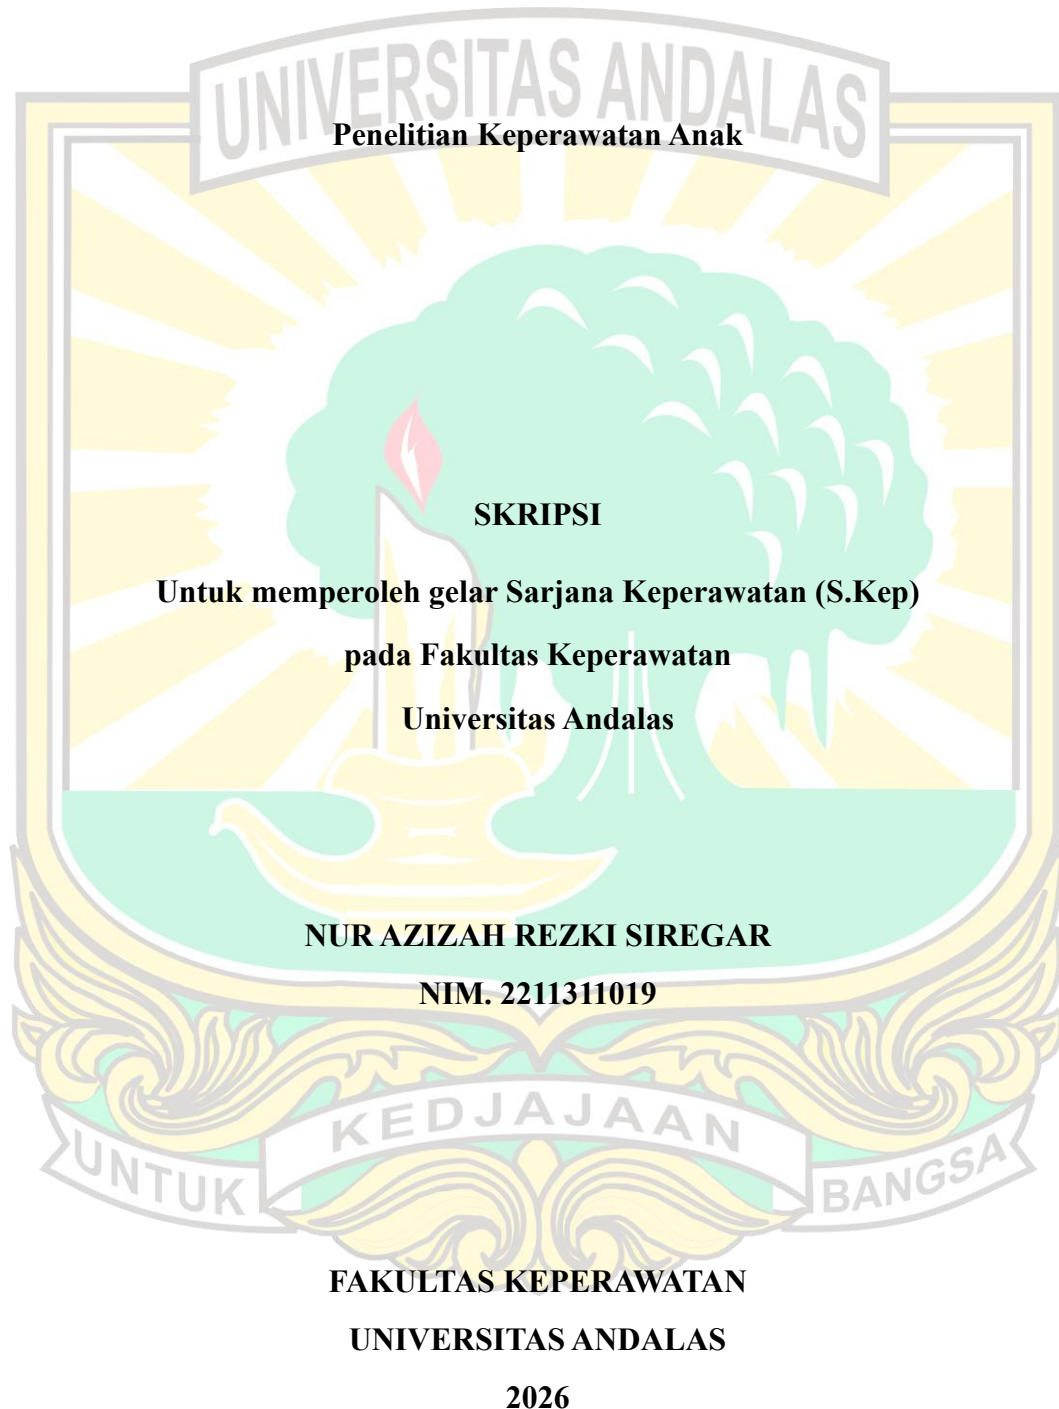 UNIVERSITAS ANDALAS
Penelitian Keperawatan Anak
SKRIPSI
Untuk memperoleh gelar Sarjana Keperawatan (S.Kep)
pada Fakultas Keperawatan
Universitas Andalas
NUR AZIZAH REZKI SIREGAR
NIM. 2211311019
UNTUK KEDJAJAAN BANGSA
FAKULTAS KEPERAWATAN
UNIVERSITAS ANDALAS
2026